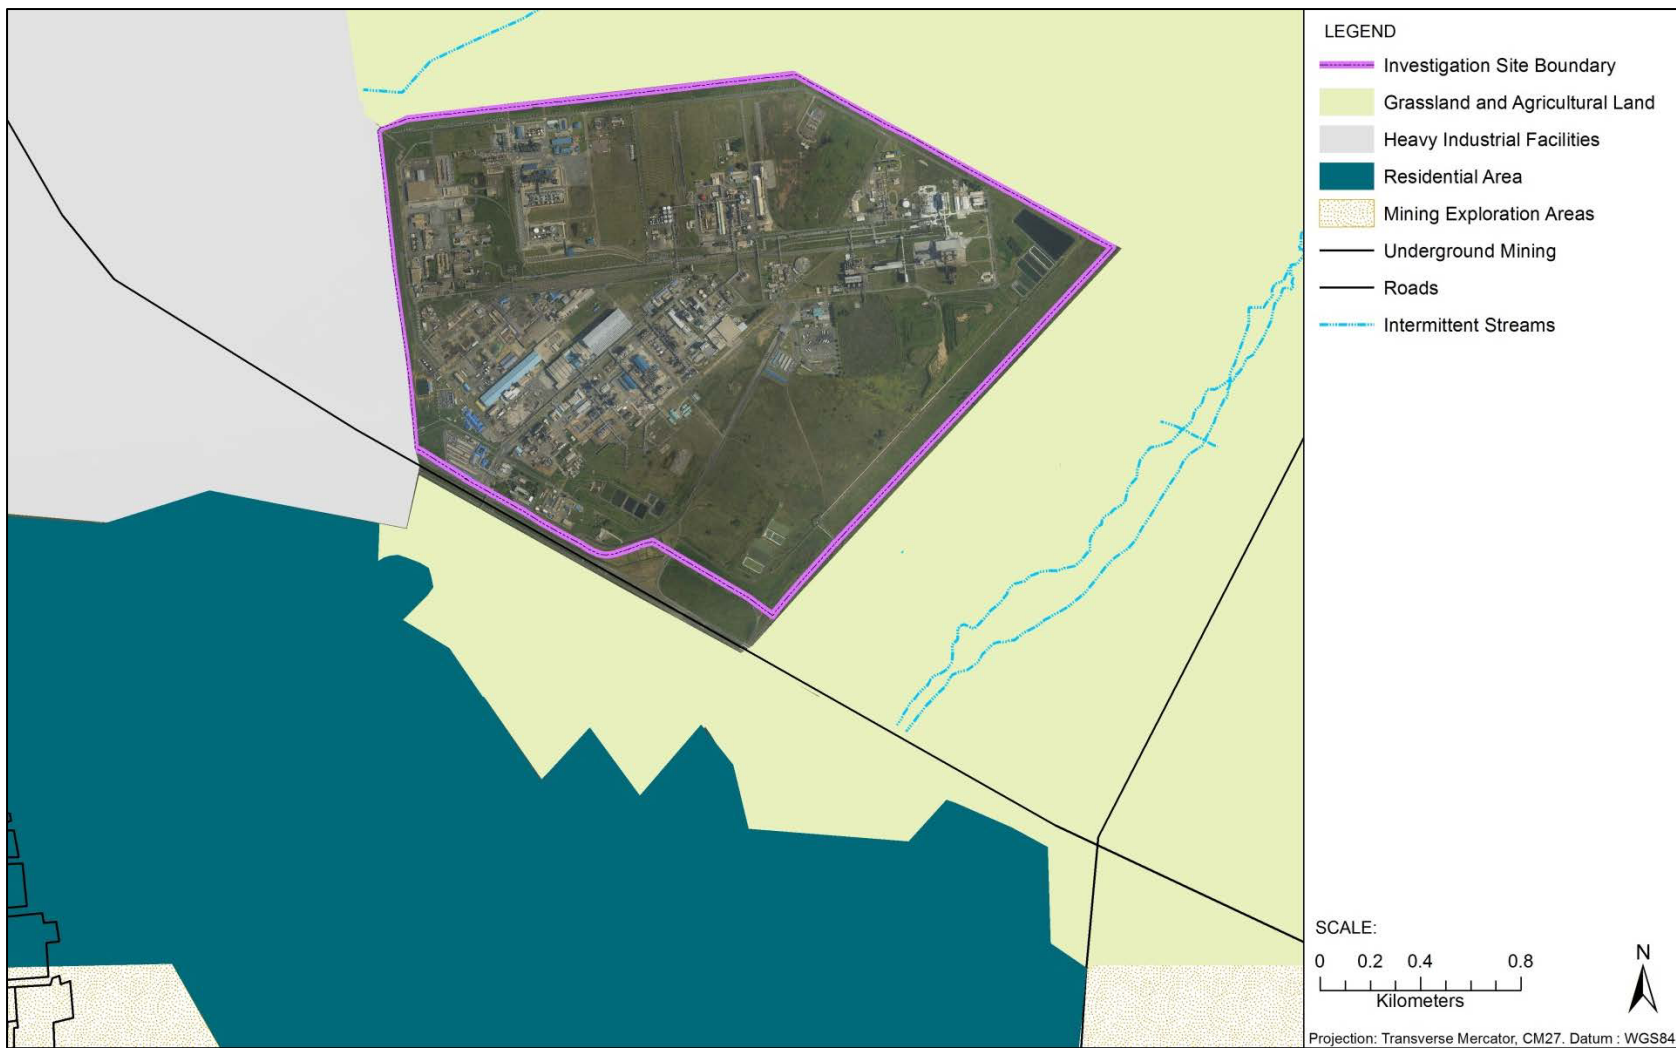 LEGEND
Investigation Site Boundary
Grassland and Agricultural Land
Heavy Industrial Facilities
Residential Area
Mining Exploration Areas
Underground Mining
Roads
Intermittent Streams
SCALE:
0 0.2 0.4 0.8
Kilometers
N
Projection: Transverse Mercator, CM27. Datum : WGS84